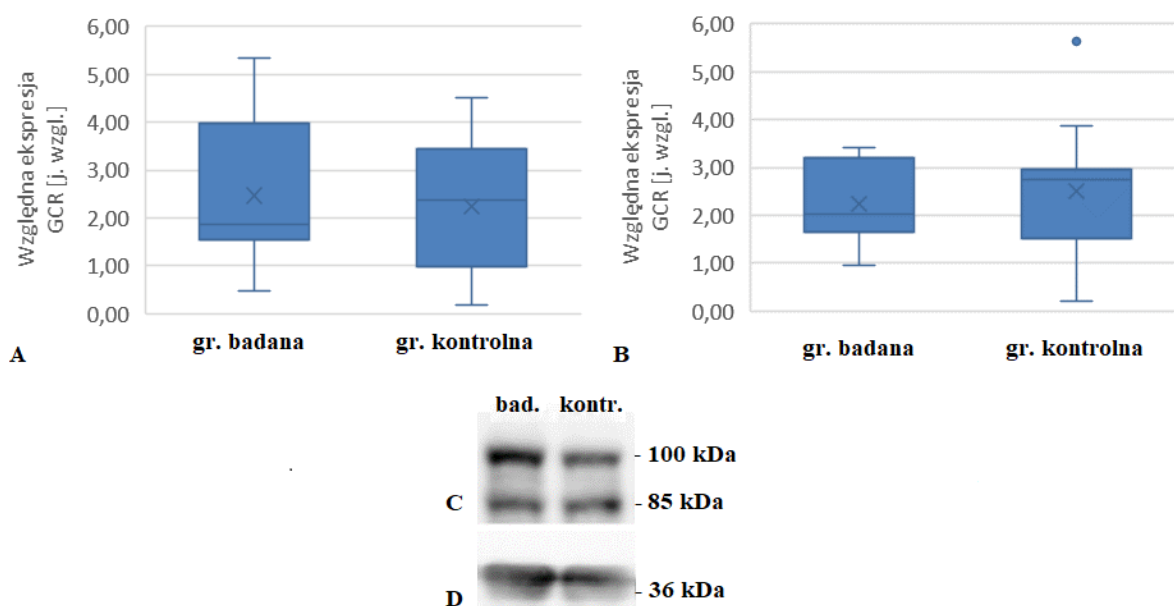 6,00
5,00
4,00
3,00
2,00
1,00
0,00
Względna ekspresja
GCR [j. wzgl.]
gr. badana
gr. kontrolna
A
6,00
5,00
4,00
3,00
2,00
1,00
0,00
Względna ekspresja
GCR [j. wzgl.]
gr. badana
gr. kontrolna
B
bad. kontr.
- 100 kDa
C
- 85 kDa
D
- 36 kDa